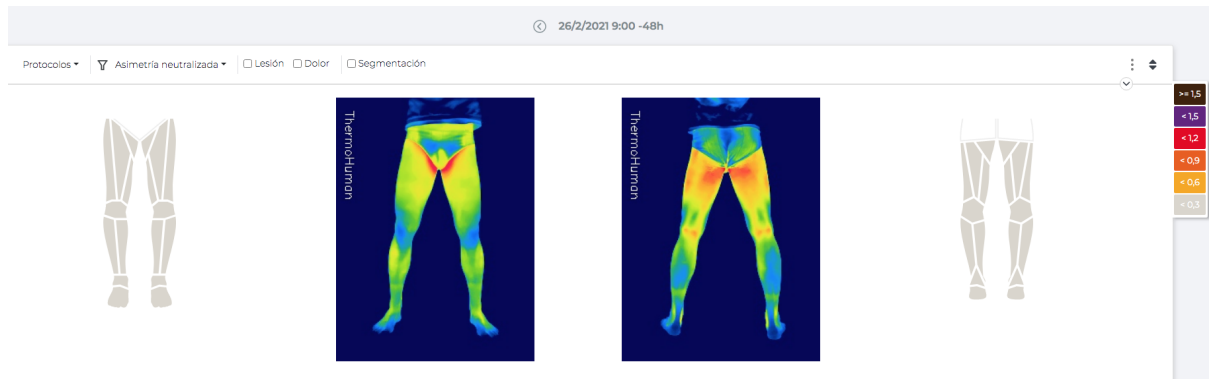 26/2/2021 9:00 -48h
Protocolos
Asimetría neutralizada
Lesión
Dolor
Segmentación
>= 1,5
< 1,5
< 1,2
< 0,9
< 0,6
< 0,3
ThermoHuman
ThermoHuman